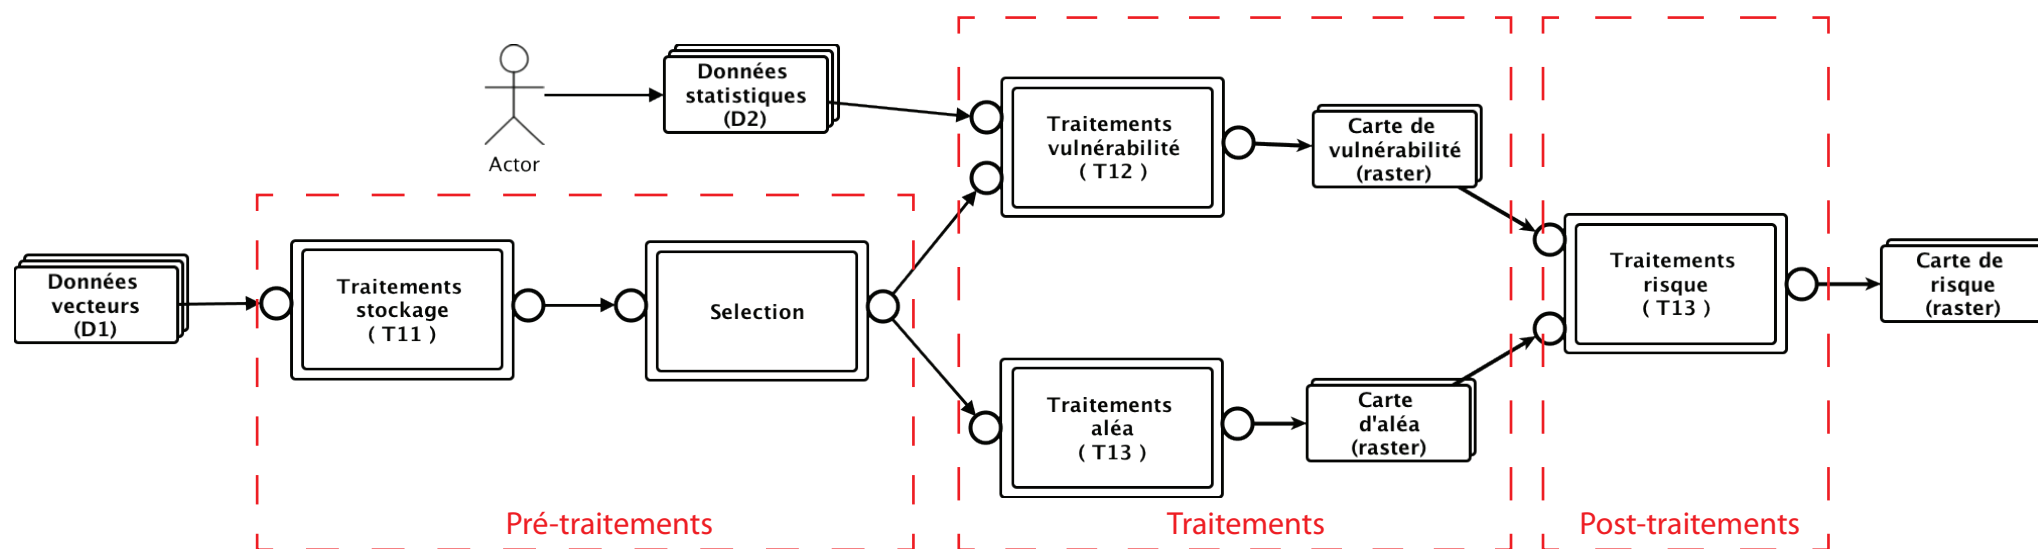 Données
statistiques
(D2)
Actor
Données
vecteurs
(D1)
Traitements
stockage
( T11 )
Selection
Traitements
vulnérabilité
( T12 )
Carte de
vulnérabilité
(raster)
Traitements
aléa
( T13 )
Carte
d'aléa
(raster)
Traitements
risque
( T13 )
Carte de
risque
(raster)
Pré-traitements
Traitements
Post-traitements